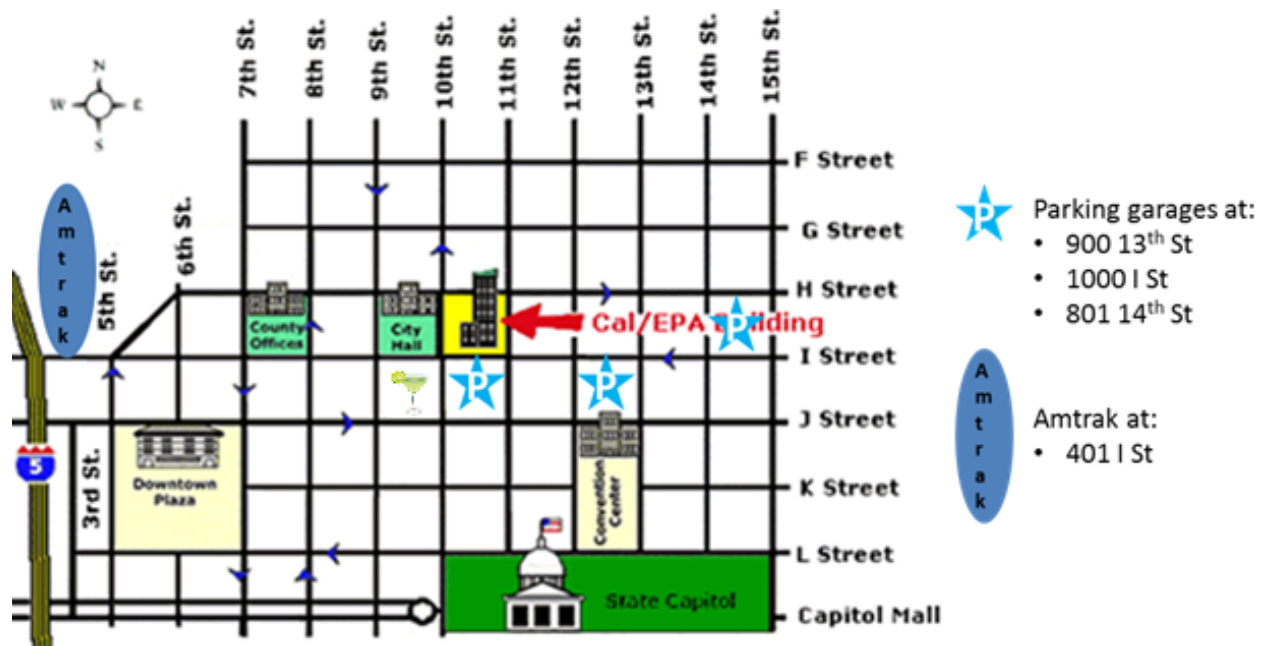 7th St.
8th St.
9th St.
10th St.
11th St.
12th St.
13th St.
14th St.
15th St.
N
W
E
S
F Street
Amtrak
5th St.
6th St.
G Street
H Street
County
Offices
City
Hall
Cal/EPA Building
P
I Street
P
P
J Street
5
3rd St.
Downtown
Plaza
Convention
Center
K Street
L Street
State Capitol
Capitol Mall
P
Parking garages at:
• 900 13th St
• 1000 I St
• 801 14th St
Amtrak
Amtrak at:
• 401 I St